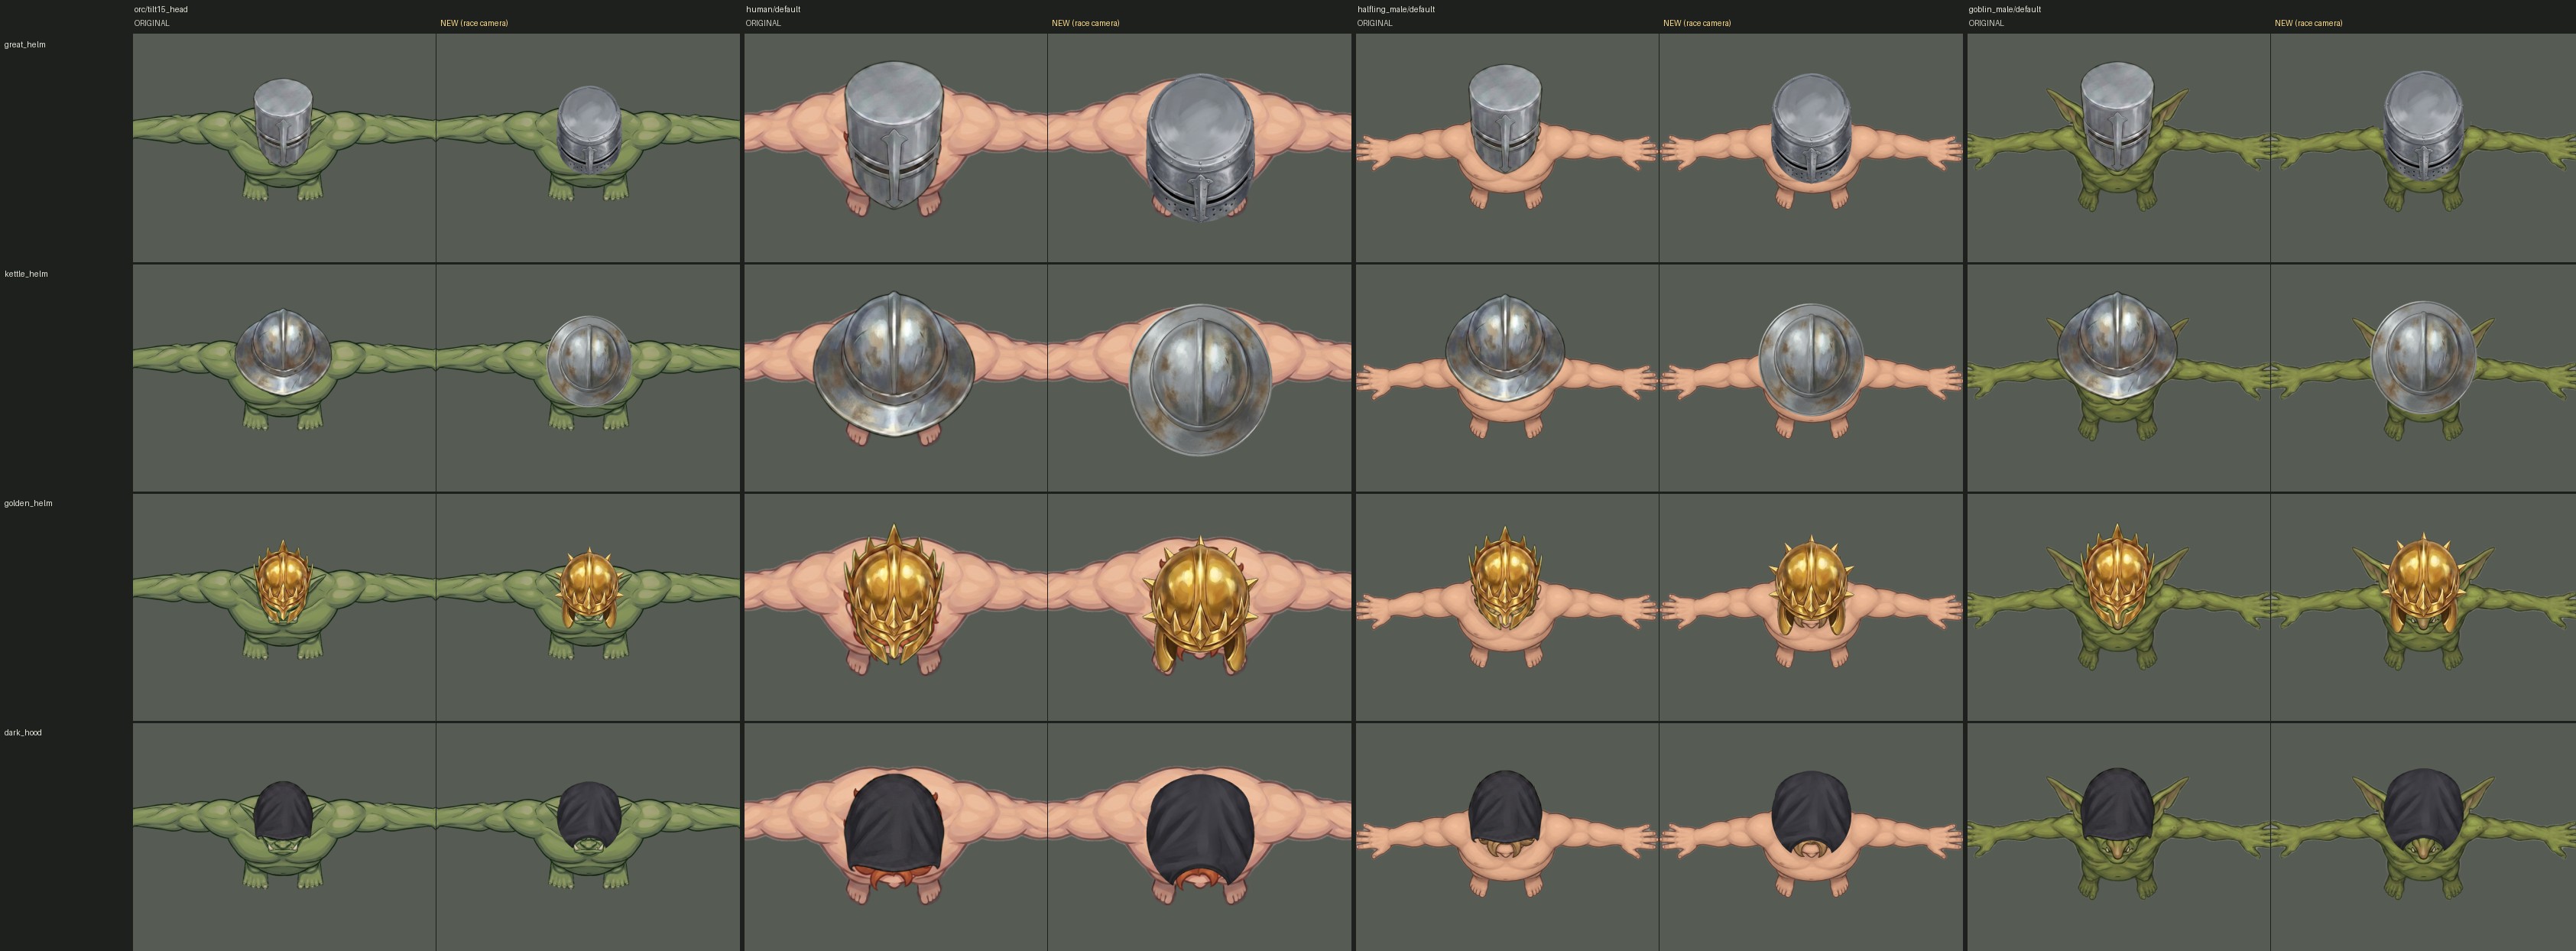 orc/tilt15_head
ORIGINAL NEW (race camera)
human/default
ORIGINAL NEW (race camera)
halfling_male/default
ORIGINAL NEW (race camera)
goblin_male/default
ORIGINAL NEW (race camera)
great_helm
kettle_helm
golden_helm
dark_hood